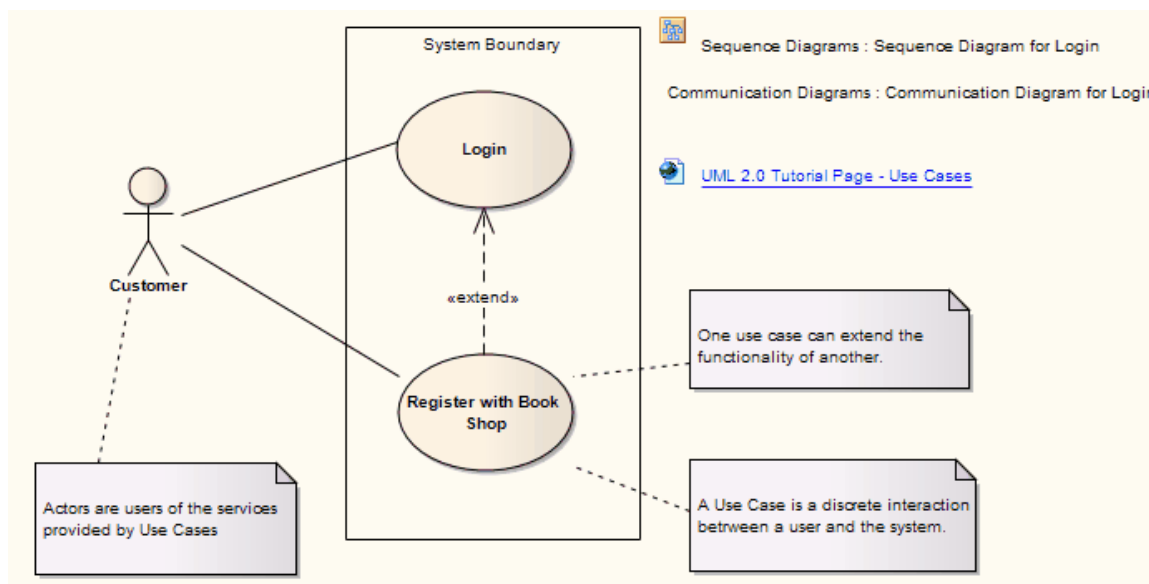 System Boundary
Sequence Diagrams : Sequence Diagram for Login
Communication Diagrams : Communication Diagram for Login
Login
UML 2.0 Tutorial Page - Use Cases
Customer
«extend»
One use case can extend the
functionality of another.
Register with Book
Shop
Actors are users of the services
provided by Use Cases
A Use Case is a discrete interaction
betrween a user and the system.